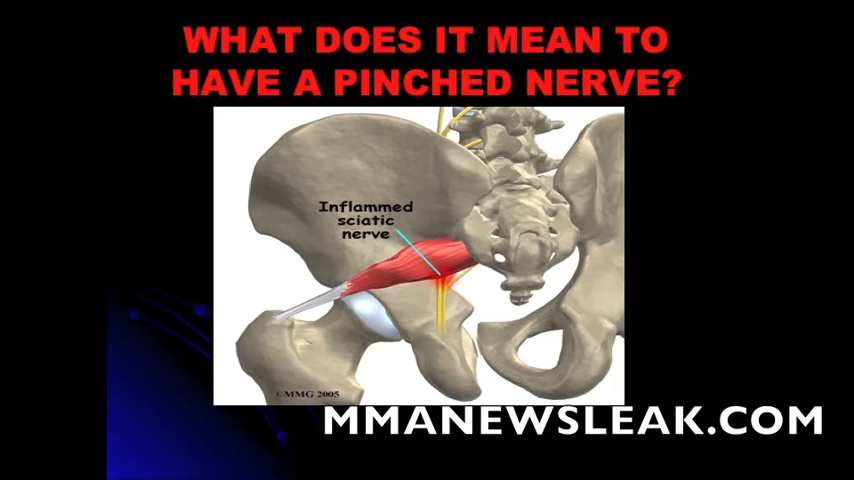 WHAT DOES IT MEAN TO
HAVE A PINCHED NERVE?
Inflammed
sciatic
nerve
©MMG 2005
MMANEWSLEAK.COM